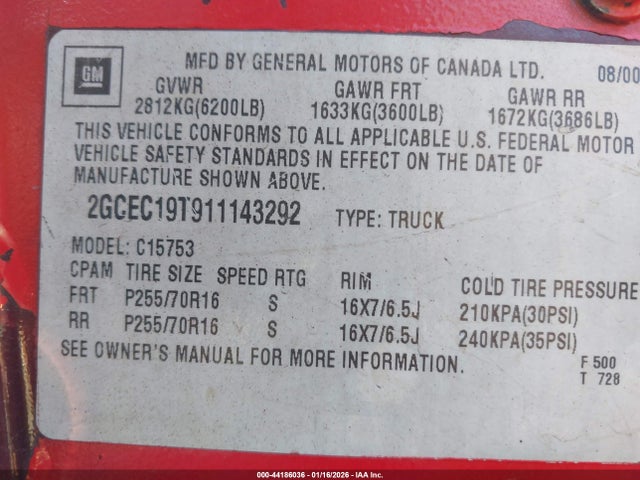 GM
MFD BY GENERAL MOTORS OF CANADA LTD. 08/00
GVWR GAWR FRT GAWR RR
2812KG(6200LB) 1633KG(3600LB) 1672KG(3686LB)
THIS VEHICLE CONFORMS TO ALL APPLICABLE U.S. FEDERAL MOTOR
VEHICLE SAFETY STANDARDS IN EFFECT ON THE DATE OF
MANUFACTURE SHOWN ABOVE.
2GCEC19T911143292 TYPE: TRUCK
MODEL: C15753
CPAM TIRE SIZE SPEED RTG RIM COLD TIRE PRESSURE
FRT P255/70R16 S 16X7/6.5J 210KPA(30PSI)
RR P255/70R16 S 16X7/6.5J 240KPA(35PSI)
SEE OWNER'S MANUAL FOR MORE INFORMATION.
F 500
T 728
000-44186036 - 01/16/2026 - IAA Inc.